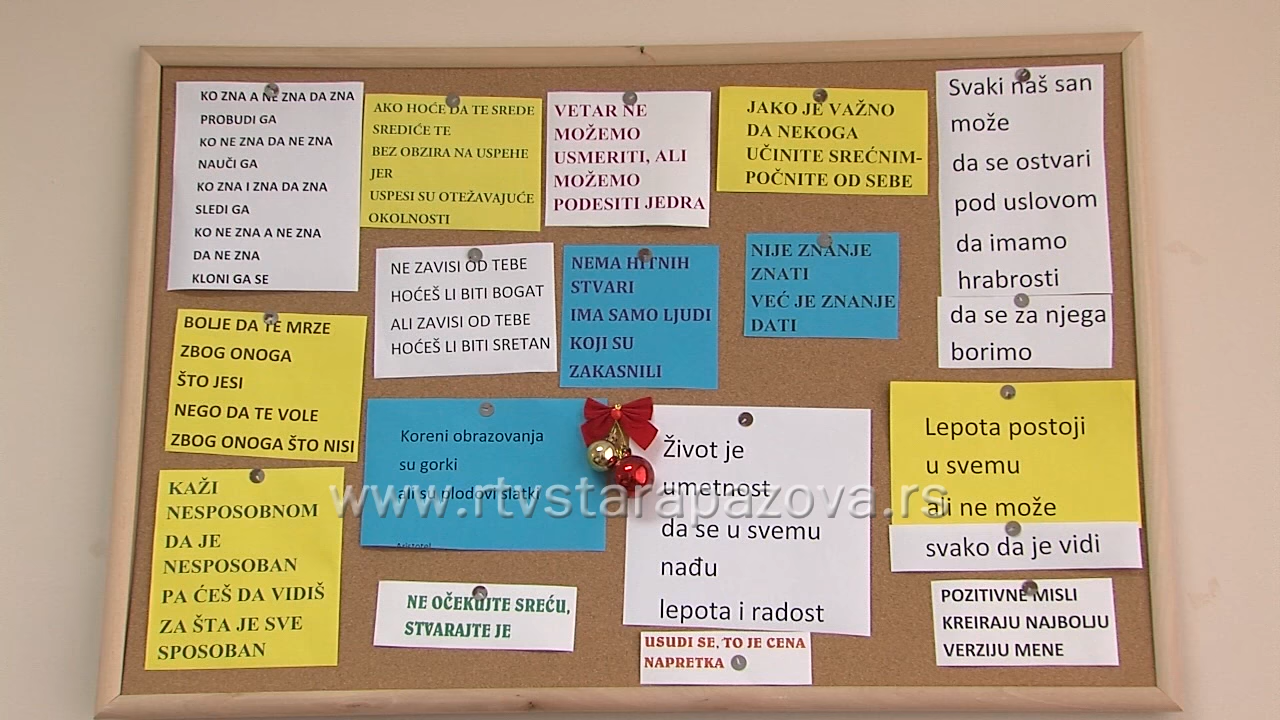 KO ZNA A NE ZNA DA ZNA
PROBUDI GA
KO NE ZNA DA NE ZNA
NAUČI GA
KO ZNA I ZNA DA ZNA
SLEDI GA
KO NE ZNA A NE ZNA
DA NE ZNA
KLONI GA SE
AKO HOĆE DA TE SREDE
SREDIĆE TE
BEZ OBZIRA NA USPEHE
JER
USPESI SU OTEŽAVAJUĆE
OKOLNOSTI
VETAR NE
MOŽEMO
USMERITI, ALI
MOŽEMO
PODESITI JEDRA
JAKO JE VAŽNO
DA NEKOGA
UČINITE SREĆNIM-
POČNITE OD SEBE
Svaki naš san
može
da se ostvari
pod uslovom
da imamo
hrabrosti
da se za njega
borimo
NE ZAVISI OD TEBE
HOĆEŠ LI BITI BOGAT
ALI ZAVISI OD TEBE
HOĆEŠ LI BITI SRETAN
NEMA HITNIH
STVARI
IMA SAMO LJUDI
KOJI SU
ZAKASNILI
NIJE ZNANJE
ZNATI
VEĆ JE ZNANJE
DATI
BOLJE DA TE MRZE
ZBOG ONOGA
ŠTO JESI
NEGO DA TE VOLE
ZBOG ONOGA ŠTO NISI
Koreni obrazovanja
su gorki
ali su plodovi slatki
Aristotel
Život je
umetnost
da se u svemu
nađu
lepota i radost
Lepota postoji
u svemu
ali ne može
svako da je vidi
KAŽI
NESPOSOBNOM
DA JE
NESPOSOBAN
PA ĆEŠ DA VIDIŠ
ZA ŠTA JE SVE
SPOSOBAN
NE OČEKUJTE SREĆU,
STVARAJTE JE
USUDI SE, TO JE CENA
NAPRETKA
POZITIVNE MISLI
KREIRAJU NAJBOLJU
VERZIJU MENE
www.rtvstarapazova.rs